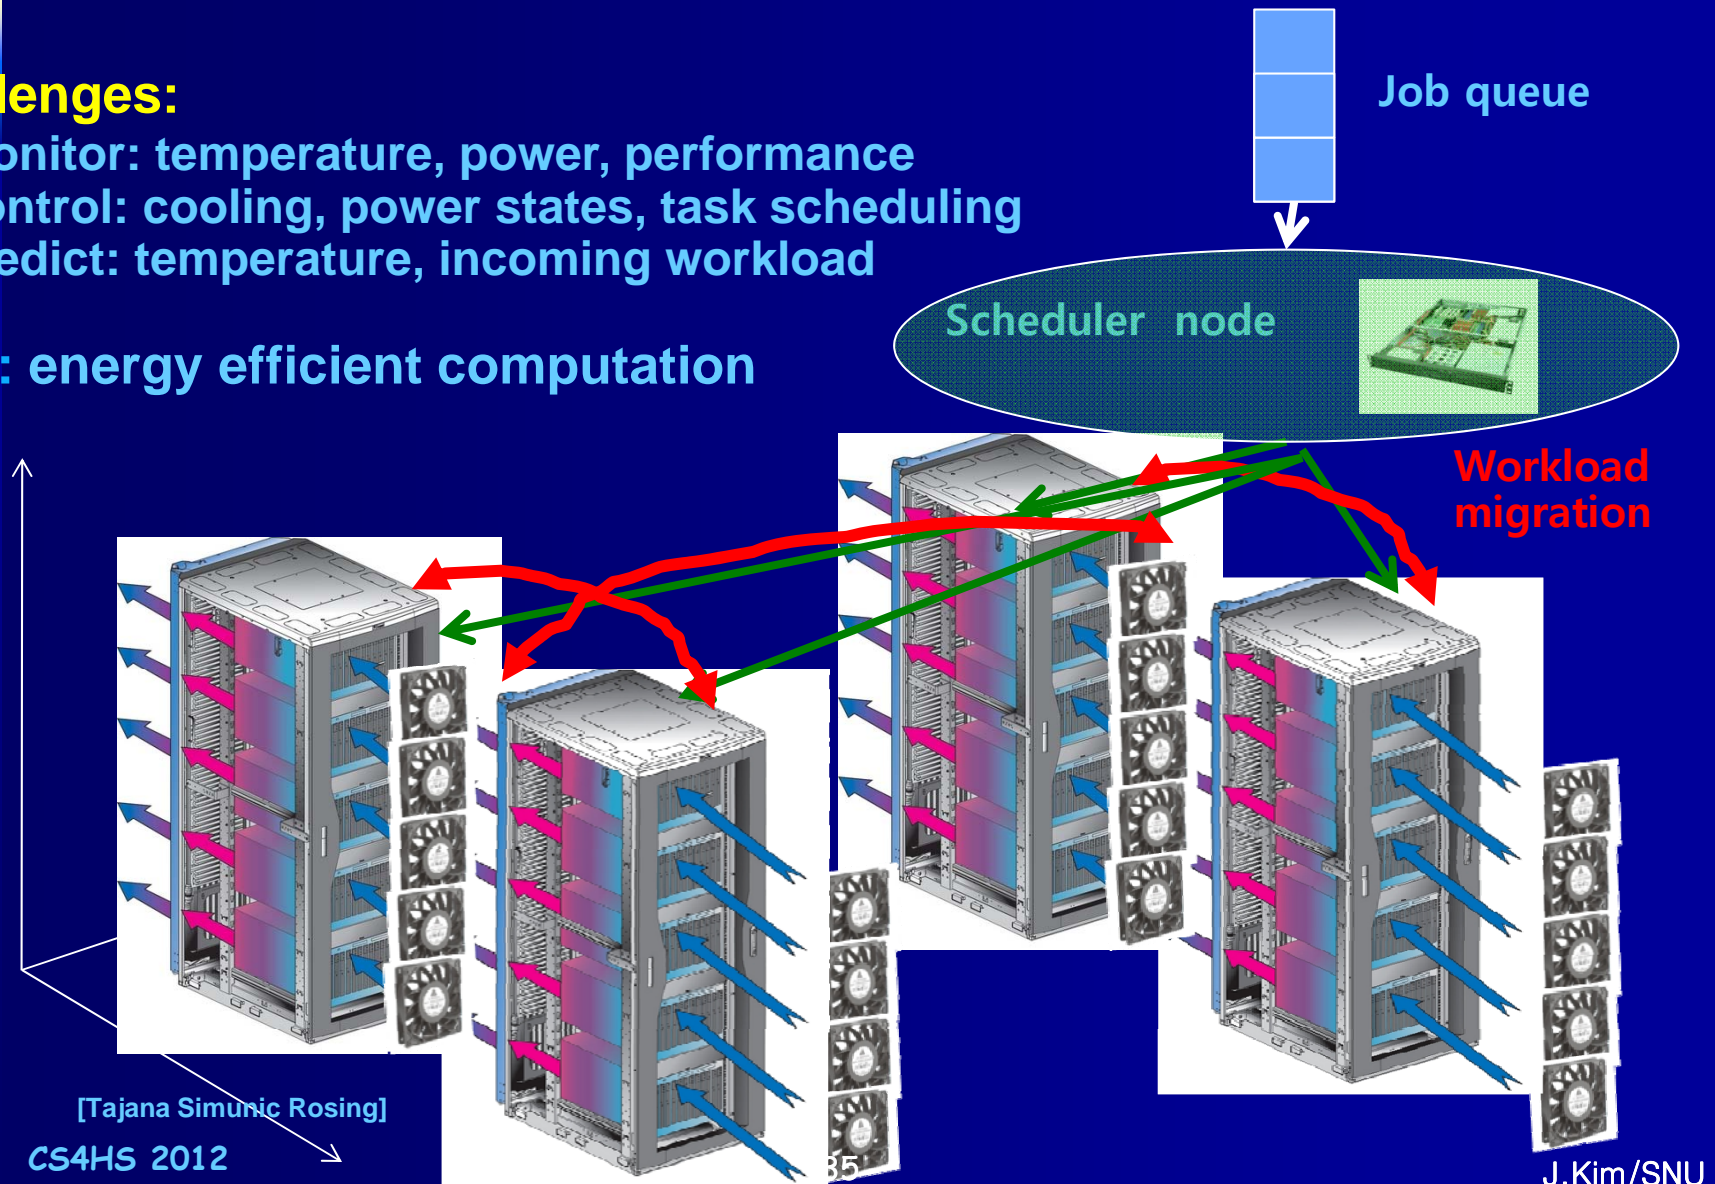 lenges:
onitor: temperature, power, performance
ontrol: cooling, power states, task scheduling
edict: temperature, incoming workload
: energy efficient computation
Job queue
Scheduler node
Workload
migration
[Tajana Simunic Rosing]
CS4HS 2012
35
J.Kim/SNU